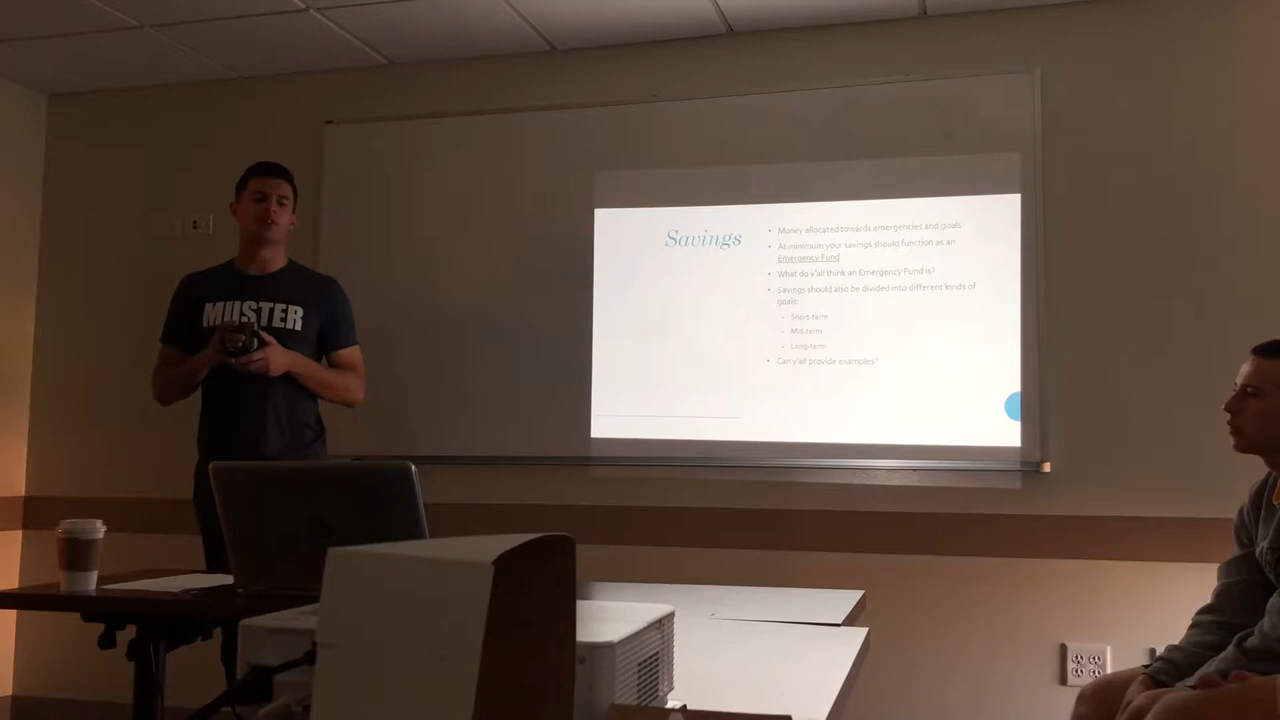 MUSTER
Savings
• Money allocated towards emergencies and goals
• At minimum your savings should function as an
Emergency Fund
• What do y'all think an Emergency Fund is?
• Savings should also be divided into different kinds of
goals:
– Short-term
– Mid-term
– Long-term
• Can y'all provide examples?